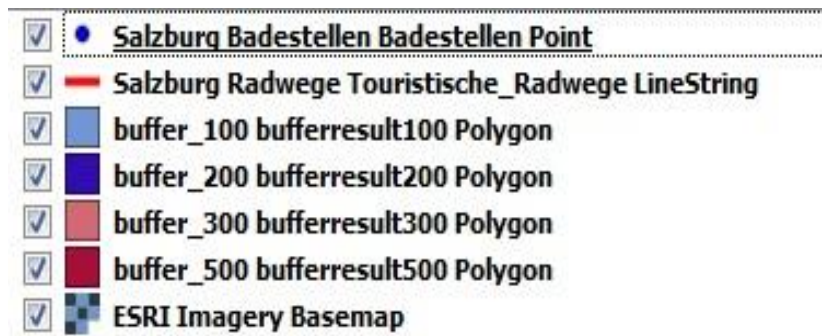 Salzburg Badestellen Badestellen Point
Salzburg Radwege Touristische_Radwege LineString
buffer_100 bufferresult100 Polygon
buffer_200 bufferresult200 Polygon
buffer_300 bufferresult300 Polygon
buffer_500 bufferresult500 Polygon
ESRI Imagery Basemap